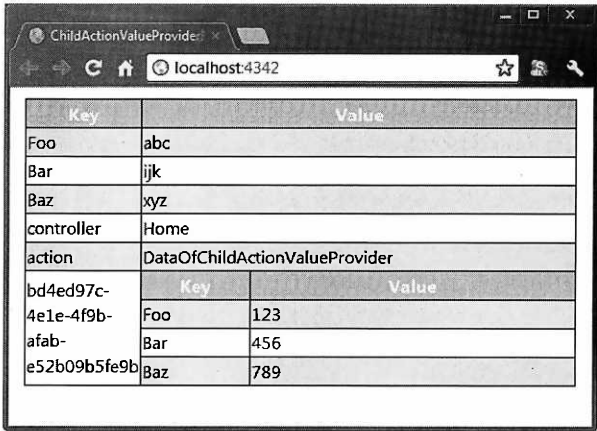 ChildActionValueProvider
localhost:4342
Key Value
Foo abc
Bar ijk
Baz xyz
controller Home
action DataOfChildActionValueProvider
bd4ed97c-
4e1e-4f9b-
afab-
e52b09b5fe9b
Key Value
Foo 123
Bar 456
Baz 789